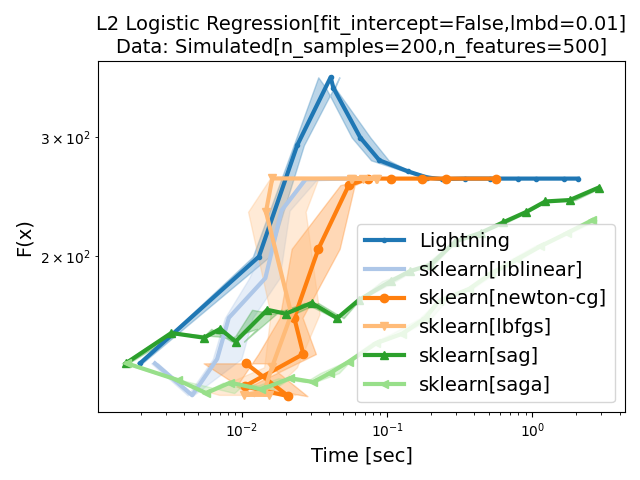 L2 Logistic Regression[fit_intercept=False,lmbd=0.01]
Data: Simulated[n_samples=200,n_features=500]
F(x)
3 × 10²
2 × 10²
Lightning
sklearn[liblinear]
sklearn[newton-cg]
sklearn[lbfgs]
sklearn[sag]
sklearn[saga]
10⁻² 10⁻¹ 10⁰
Time [sec]